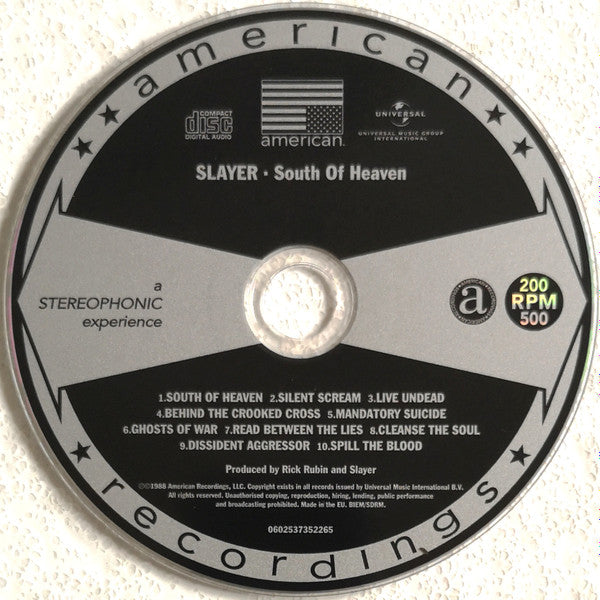 american
COMPACT
disc
DIGITAL AUDIO
american
UNIVERSAL
UNIVERSAL MUSIC GROUP
INTERNATIONAL
SLAYER · South Of Heaven
a
STEREOPHONIC
experience
a
200
RPM
500
1.SOUTH OF HEAVEN 2.SILENT SCREAM 3.LIVE UNDEAD
4.BEHIND THE CROOKED CROSS 5.MANDATORY SUICIDE
6.GHOSTS OF WAR 7.READ BETWEEN THE LIES 8.CLEANSE THE SOUL
9.DISSIDENT AGGRESSOR 10.SPILL THE BLOOD
Produced by Rick Rubin and Slayer
℗©1988 American Recordings, LLC. Copyright exists in all records issued by Universal Music International B.V.
All rights reserved. Unauthorised copying, reproduction, hiring, lending, public performance
and broadcasting prohibited. Made in the EU. BIEM/SDRM.
0602537352265
recordings